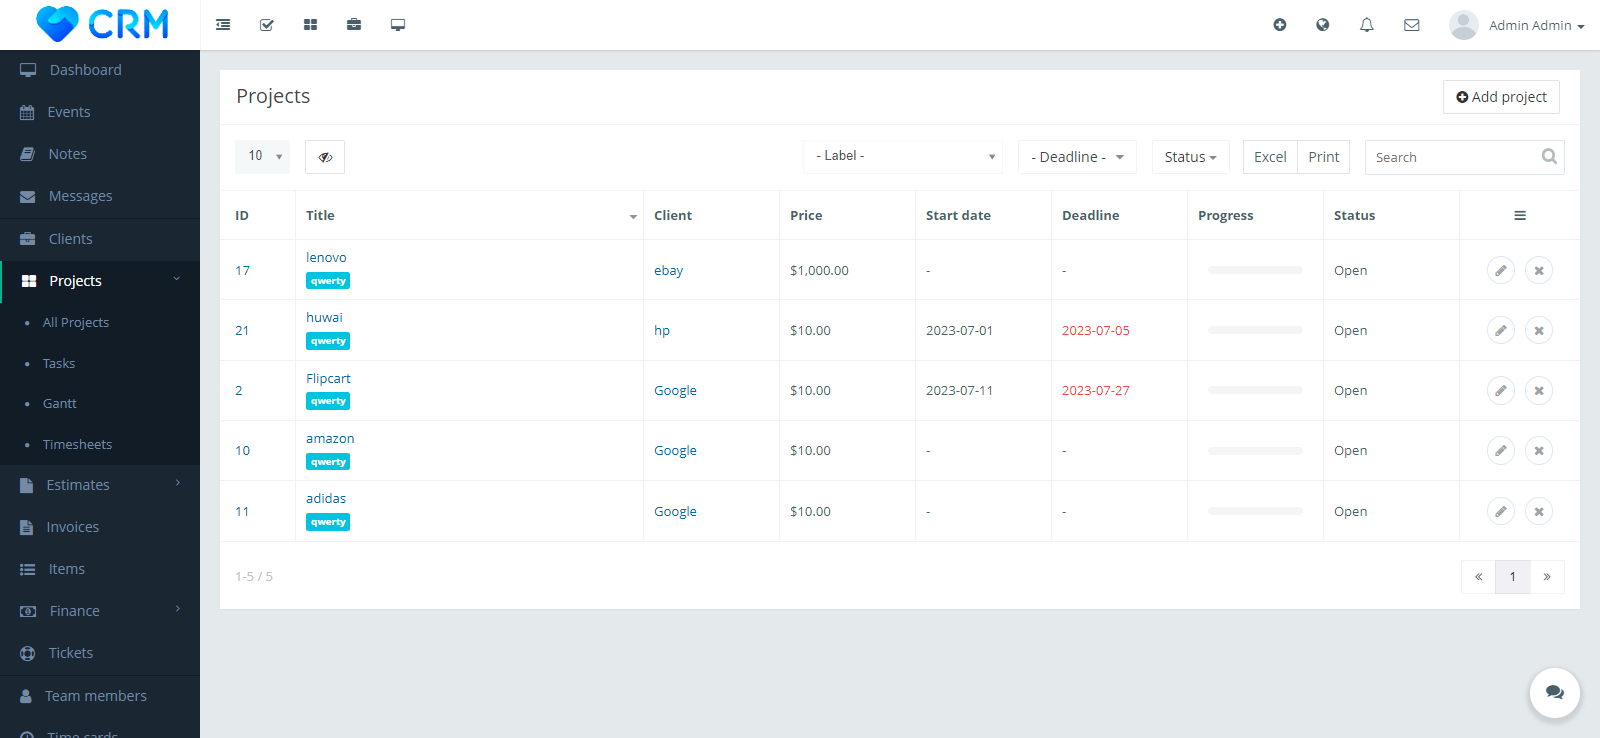 CRM
Admin Admin
Dashboard
Events
Notes
Messages
Clients
Projects
All Projects
Tasks
Gantt
Timesheets
Estimates
Invoices
Items
Finance
Tickets
Team members
Time cards
Projects
Add project
10
- Label -
- Deadline -
Status
Excel
Print
Search
ID Title Client Price Start date Deadline Progress Status
17 lenovo ebay $1,000.00 - - Open
qwerty
21 huwai hp $10.00 2023-07-01 2023-07-05 Open
qwerty
2 Flipcart Google $10.00 2023-07-11 2023-07-27 Open
qwerty
10 amazon Google $10.00 - - Open
qwerty
11 adidas Google $10.00 - - Open
qwerty
1-5 / 5
« 1 »